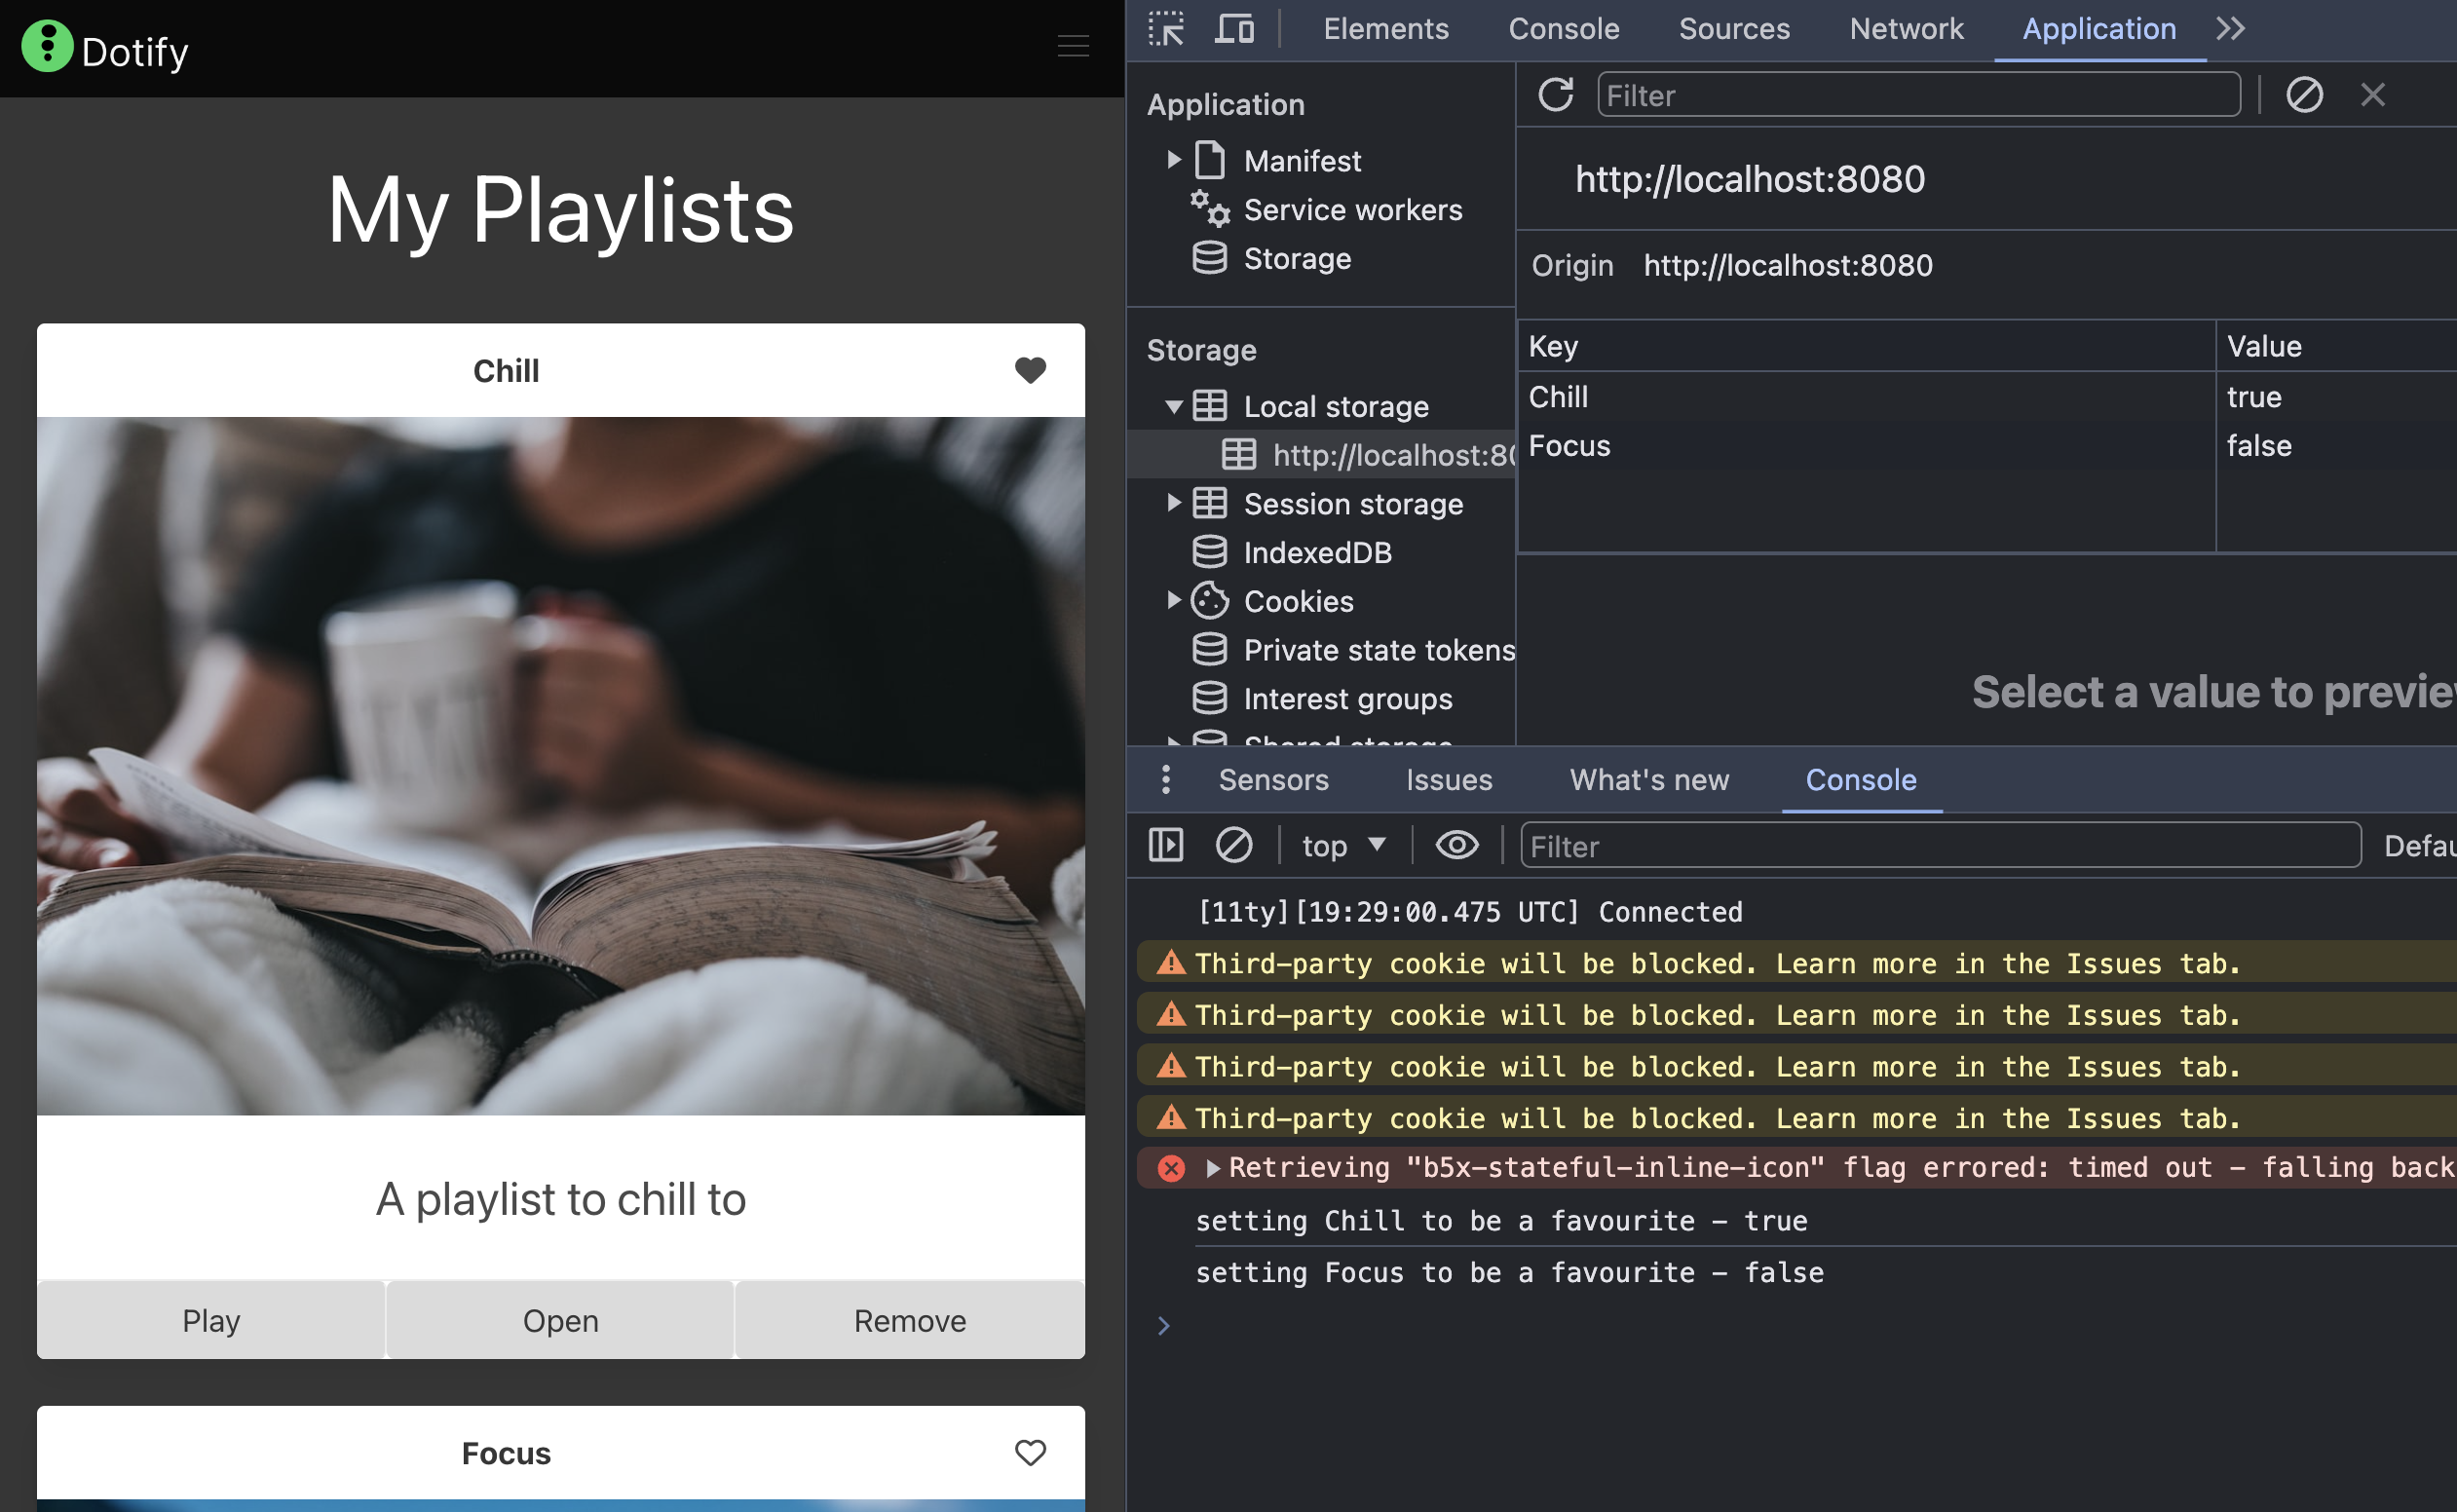 Dotify
My Playlists
Chill
A playlist to chill to
Play
Open
Remove
Focus
Elements
Console
Sources
Network
Application
Application
Manifest
Service workers
Storage
Storage
Local storage
http://localhost:80
Session storage
IndexedDB
Cookies
Private state tokens
Interest groups
Shared storage
Filter
http://localhost:8080
Origin http://localhost:8080
Key Value
Chill true
Focus false
Select a value to preview
Sensors
Issues
What's new
Console
top
Filter
Defau
[11ty][19:29:00.475 UTC] Connected
Third-party cookie will be blocked. Learn more in the Issues tab.
Third-party cookie will be blocked. Learn more in the Issues tab.
Third-party cookie will be blocked. Learn more in the Issues tab.
Third-party cookie will be blocked. Learn more in the Issues tab.
Retrieving "b5x-stateful-inline-icon" flag errored: timed out – falling back
setting Chill to be a favourite – true
setting Focus to be a favourite – false